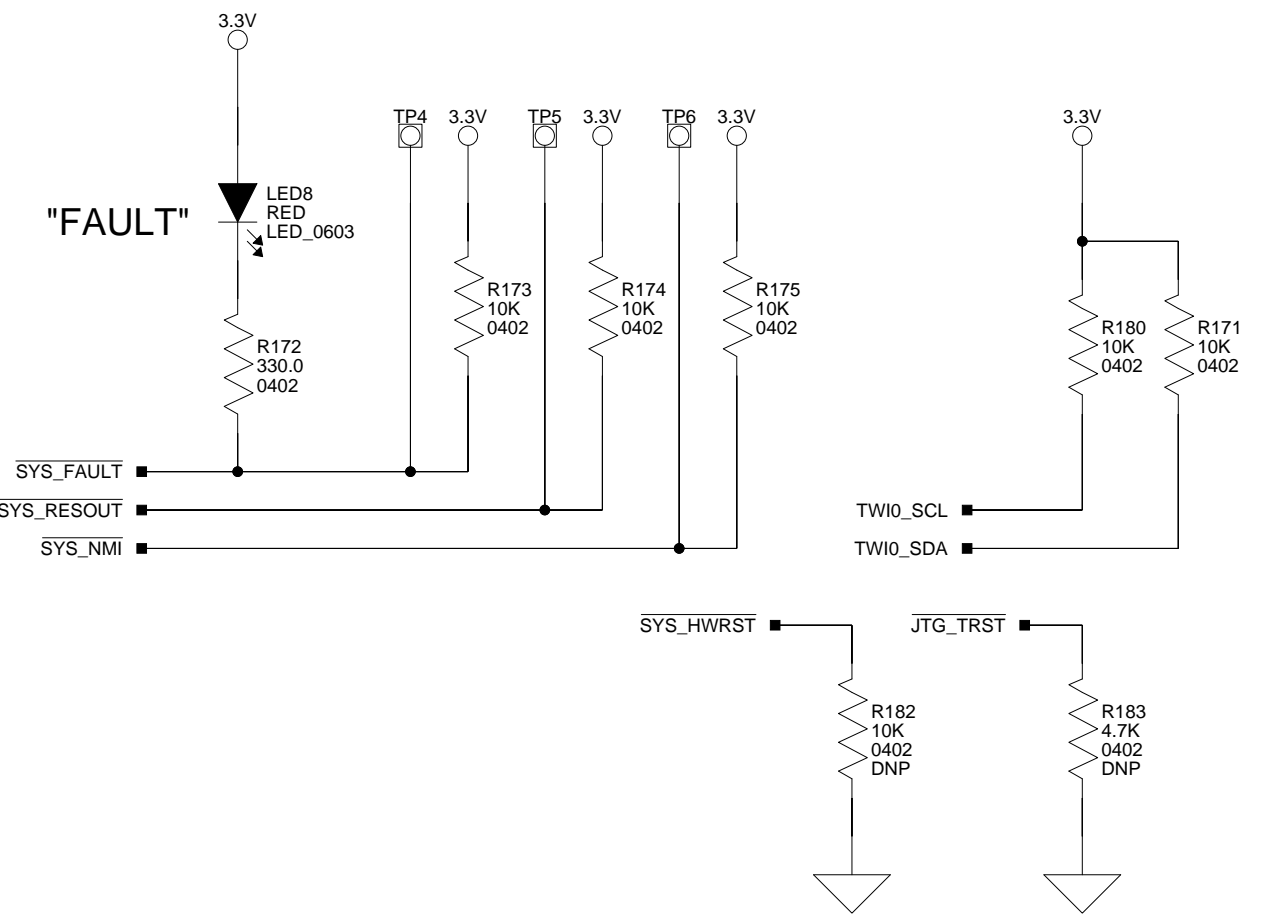 3.3V
TP4
3.3V
TP5
3.3V
TP6
3.3V
3.3V
"FAULT"
LED8
RED
LED_0603
R173
10K
0402
R174
10K
0402
R175
10K
0402
R172
330.0
0402
R180
10K
0402
R171
10K
0402
SYS_FAULT
SYS_RESOUT
SYS_NMI
TWI0_SCL
TWI0_SDA
SYS_HWRST
JTG_TRST
R182
10K
0402
DNP
R183
4.7K
0402
DNP